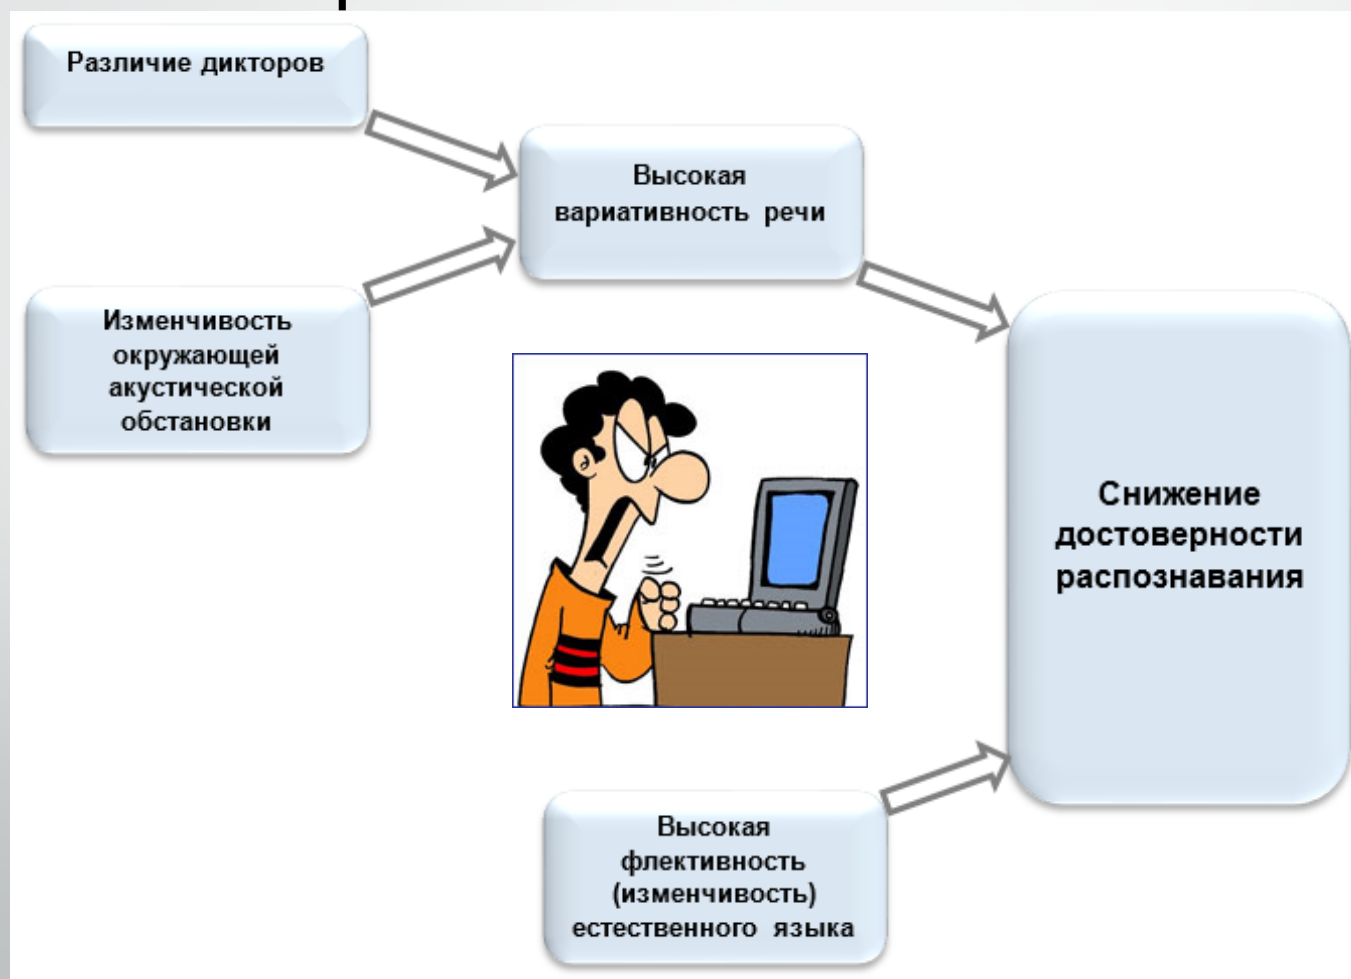 Различие дикторов
Высокая
вариативность речи
Изменчивость
окружающей
акустической
обстановки
Снижение
достоверности
распознавания
Высокая
флективность
(изменчивость)
естественного языка